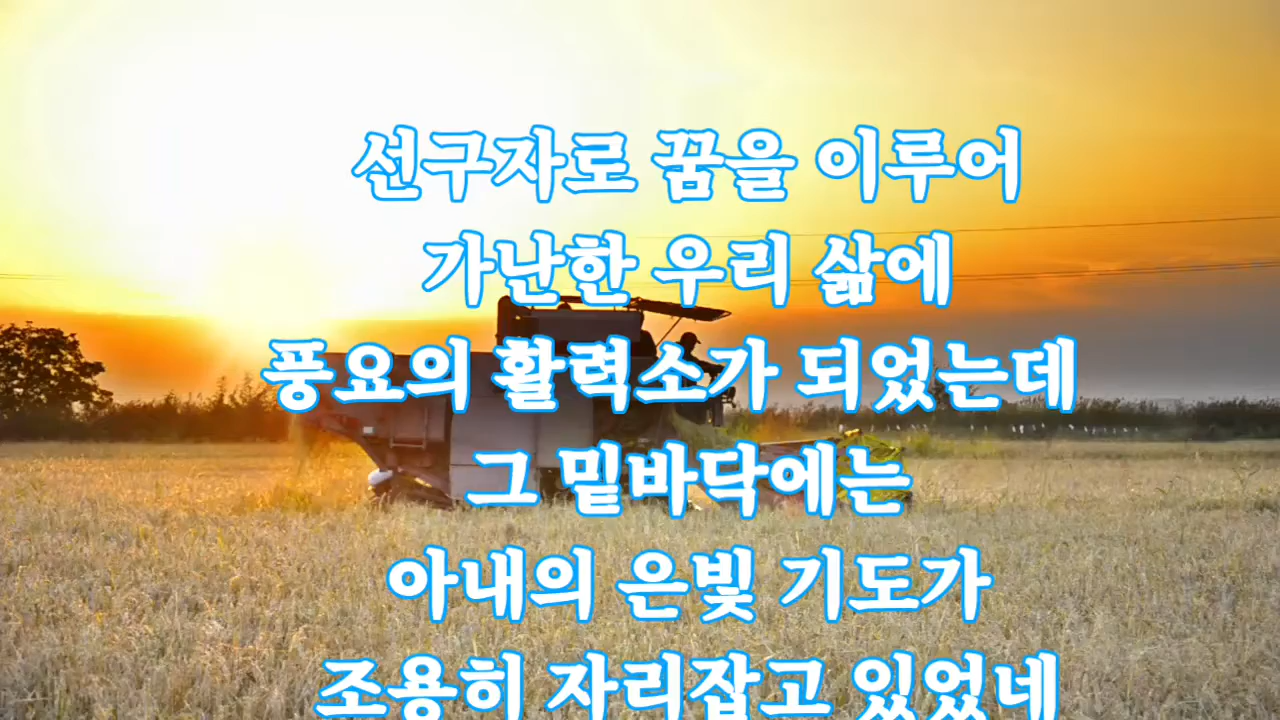 선구자로 꿈을 이루어
가난한 우리 삶에
풍요의 활력소가 되었는데
그 밑바닥에는
아내의 은빛 기도가
조용히 자리잡고 있었네